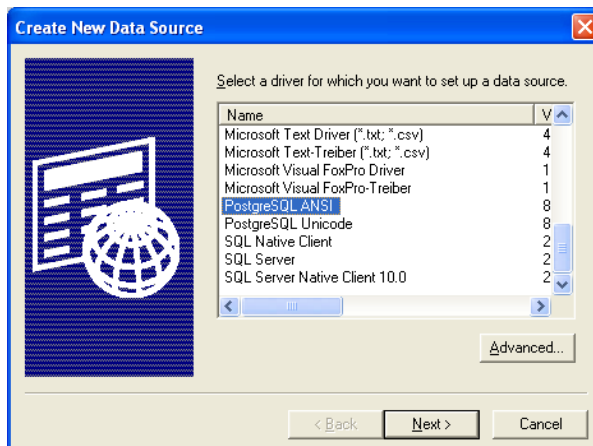 Create New Data Source
Select a driver for which you want to set up a data source.
Name V
Microsoft Text Driver (*.txt; *.csv) 4
Microsoft Text-Treiber (*.txt; *.csv) 4
Microsoft Visual FoxPro Driver 1
Microsoft Visual FoxPro-Treiber 1
PostgreSQL ANSI 8
PostgreSQL Unicode 8
SQL Native Client 2
SQL Server 2
SQL Server Native Client 10.0 2
Advanced...
< Back Next > Cancel